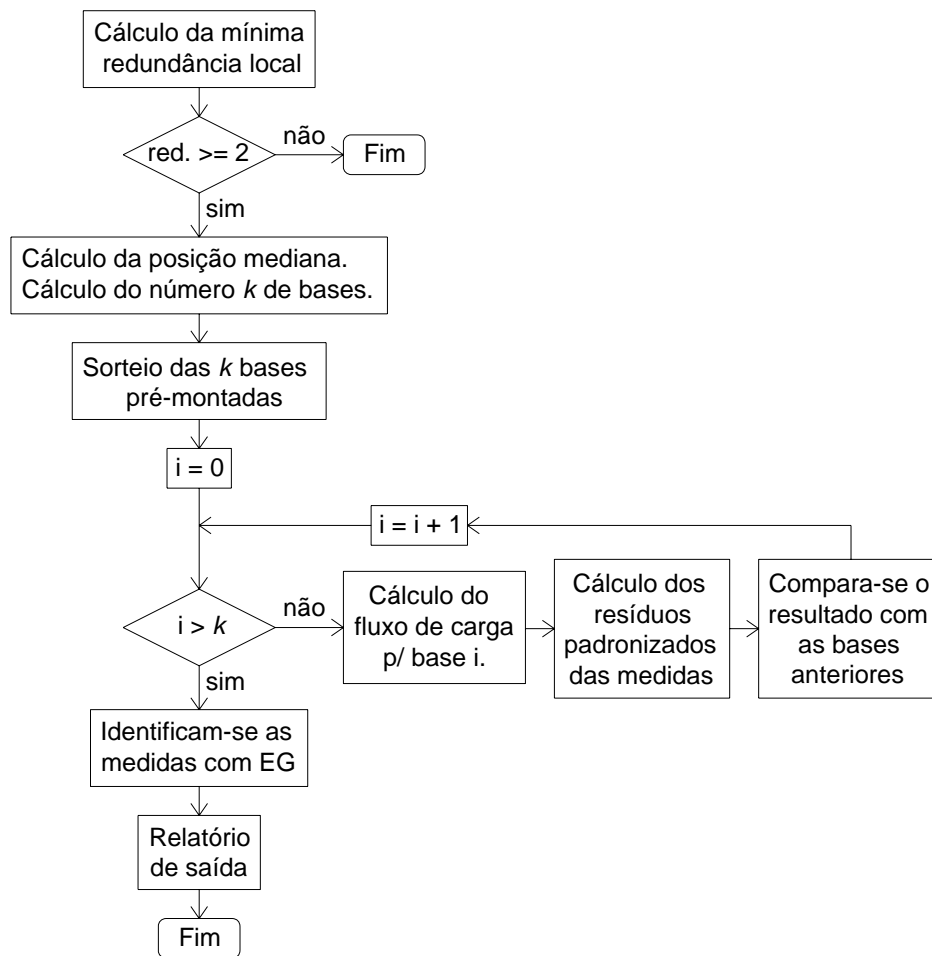 Cálculo da mínima
redundância local
não
red. >= 2
Fim
sim
Cálculo da posição mediana.
Cálculo do número k de bases.
Sorteio das k bases
pré-montadas
i = 0
i = i + 1
i > k
não
Cálculo do
fluxo de carga
p/ base i.
Cálculo dos
resíduos
padronizados
das medidas
Compara-se o
resultado com
as bases
anteriores
sim
Identificam-se as
medidas com EG
Relatório
de saída
Fim